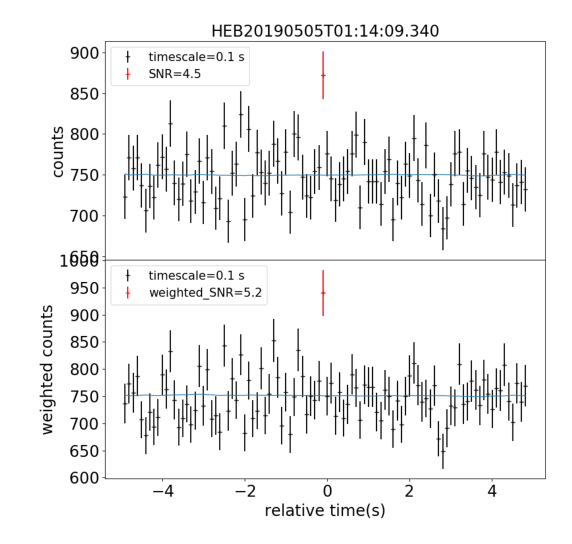 HEB20190505T01:14:09.340
900
850
800
750
700
650
counts
timescale=0.1 s
SNR=4.5
1000
950
900
850
800
750
700
650
600
weighted counts
timescale=0.1 s
weighted_SNR=5.2
−4 −2 0 2 4
relative time(s)